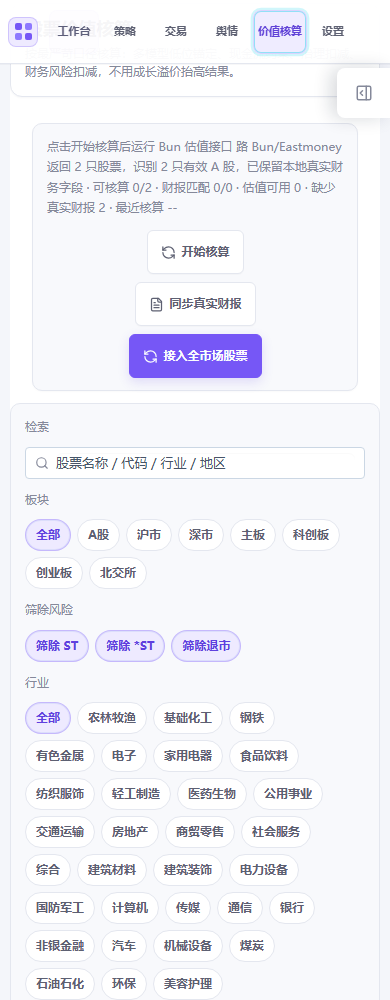 工作台 策略 交易 舆情 价值核算 设置
财务风险扣减，不用成长溢价抬高结果。
点击开始核算后运行 Bun 估值接口 路 Bun/Eastmoney
返回 2 只股票，识别 2 只有效 A 股，已保留本地真实财
务字段 · 可核算 0/2 · 财报匹配 0/0 · 估值可用 0 · 缺少
真实财报 2 · 最近核算 --
开始核算
同步真实财报
接入全市场股票
检索
股票名称 / 代码 / 行业 / 地区
板块
全部 A股 沪市 深市 主板 科创板
创业板 北交所
筛除风险
筛除 ST 筛除 *ST 筛除退市
行业
全部 农林牧渔 基础化工 钢铁
有色金属 电子 家用电器 食品饮料
纺织服饰 轻工制造 医药生物 公用事业
交通运输 房地产 商贸零售 社会服务
综合 建筑材料 建筑装饰 电力设备
国防军工 计算机 传媒 通信 银行
非银金融 汽车 机械设备 煤炭
石油石化 环保 美容护理